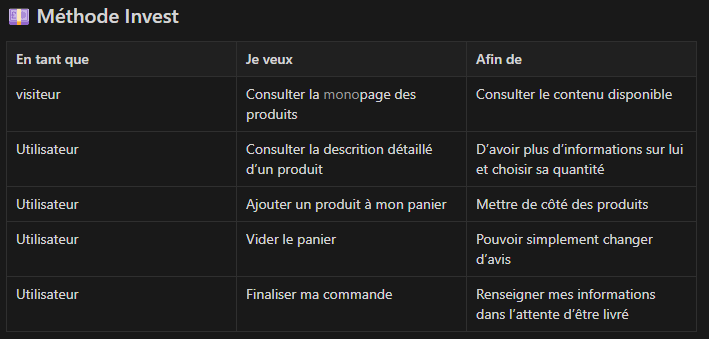 Méthode Invest
En tant que
Je veux
Afin de
visiteur
Consulter la monopage des
produits
Consulter le contenu disponible
Utilisateur
Consulter la descrition détaillé
d'un produit
D'avoir plus d'informations sur lui
et choisir sa quantité
Utilisateur
Ajouter un produit à mon panier
Mettre de côté des produits
Utilisateur
Vider le panier
Pouvoir simplement changer
d'avis
Utilisateur
Finaliser ma commande
Renseigner mes informations
dans l'attente d'être livré